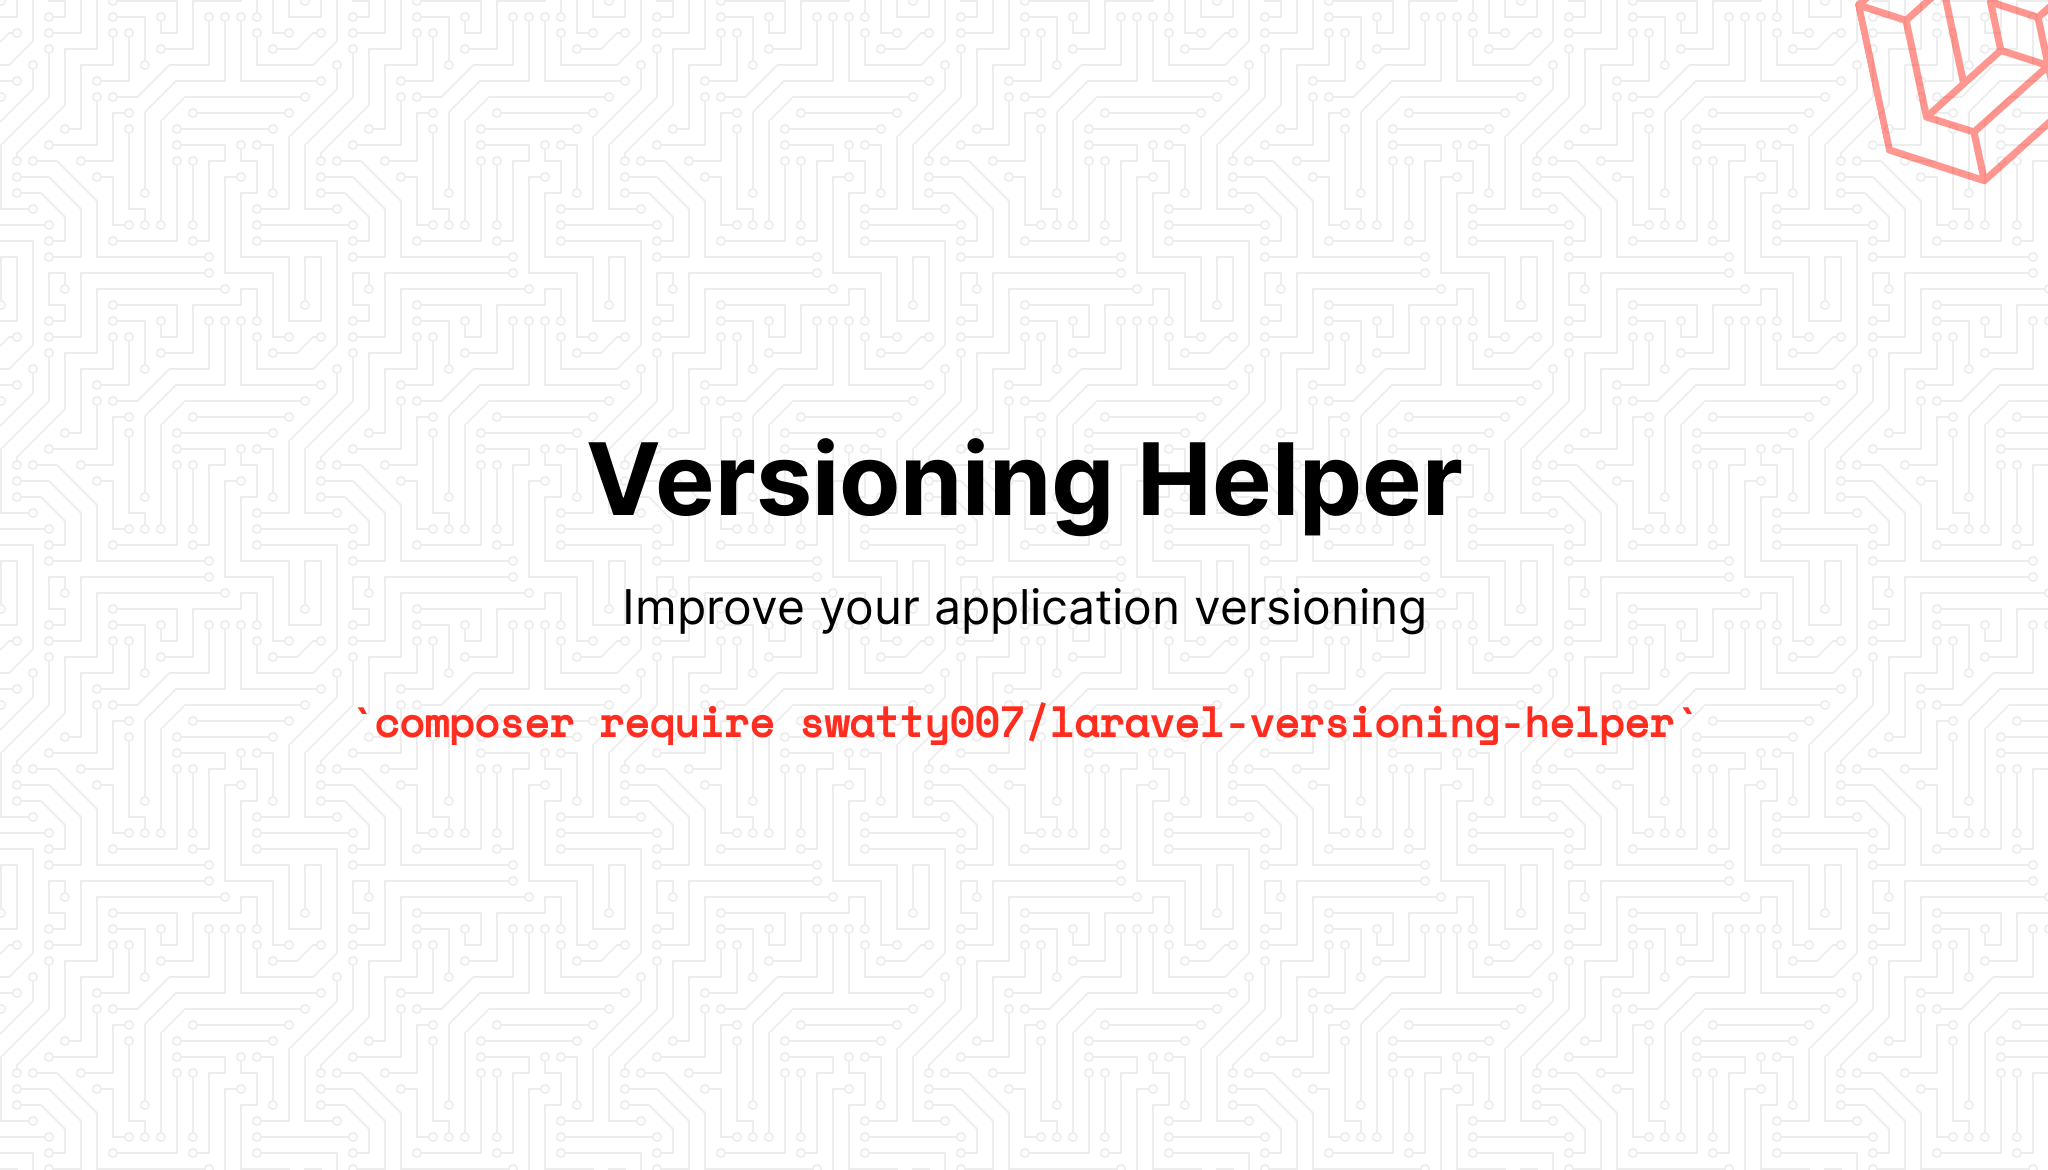 Versioning Helper
Improve your application versioning
`composer require swatty007/laravel-versioning-helper`